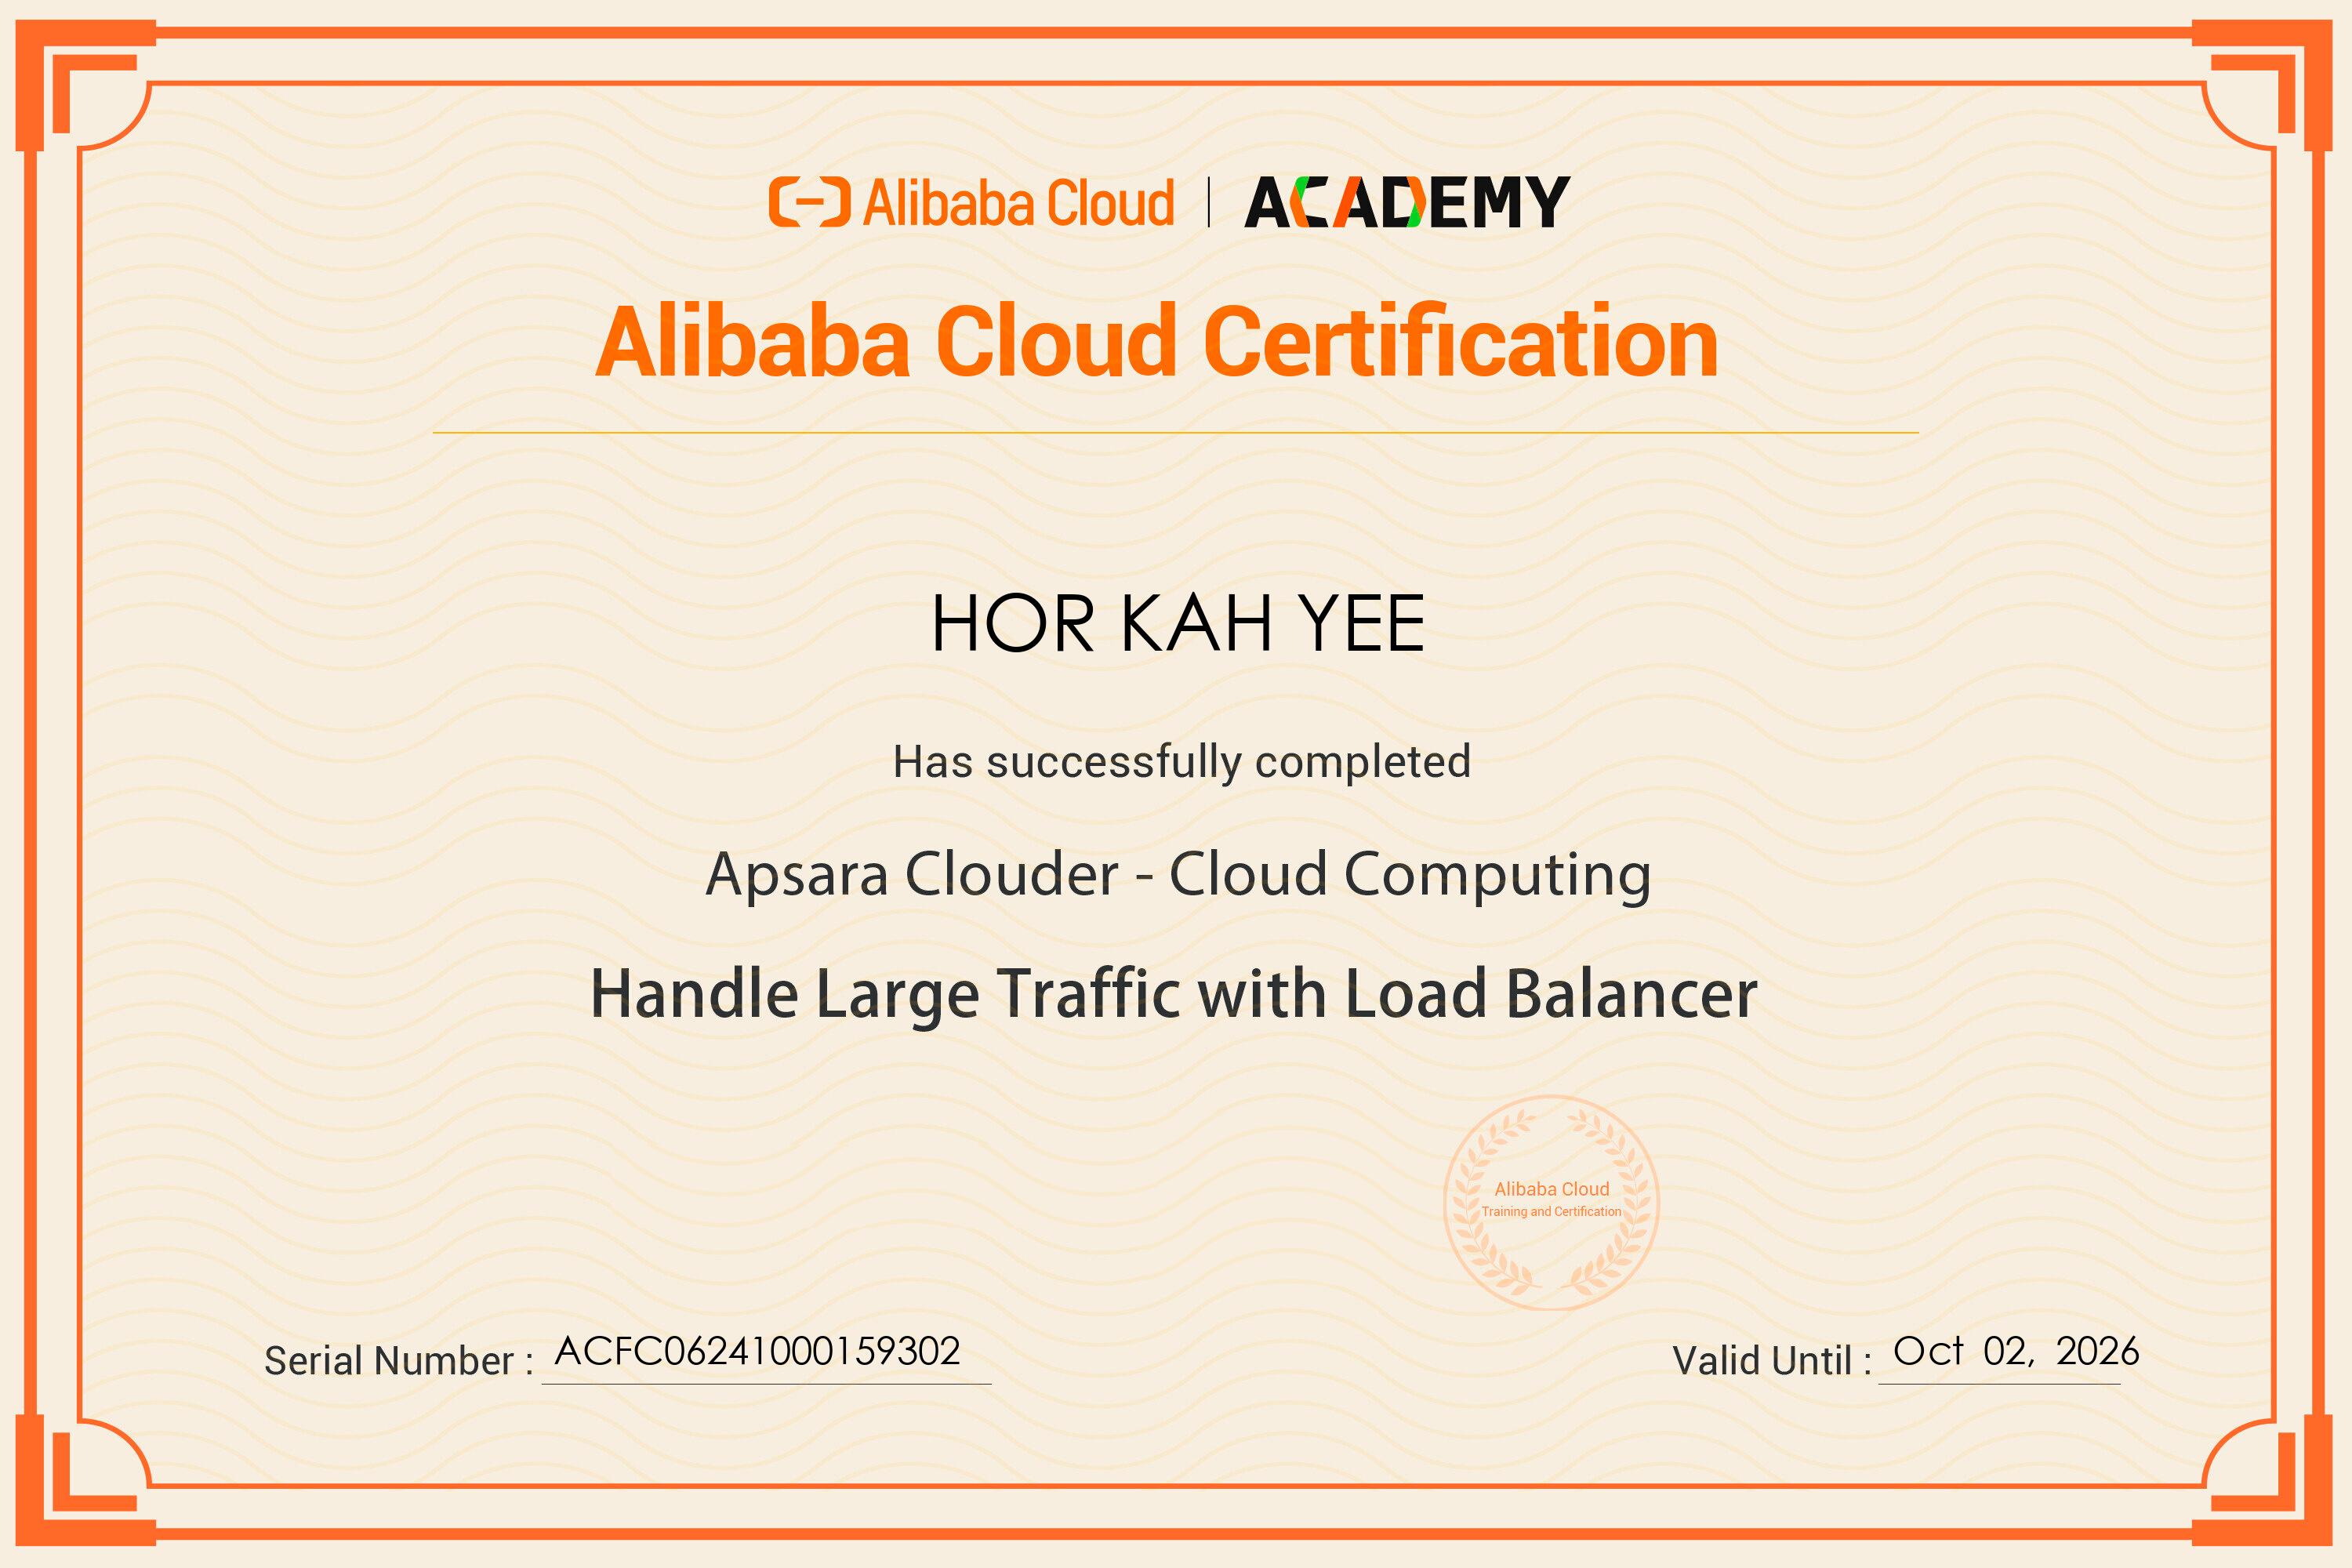 Alibaba Cloud | ACADEMY
Alibaba Cloud Certification
HOR KAH YEE
Has successfully completed
Apsara Clouder - Cloud Computing
Handle Large Traffic with Load Balancer
Alibaba Cloud
Training and Certification
Serial Number : ACFC06241000159302
Valid Until : Oct 02, 2026